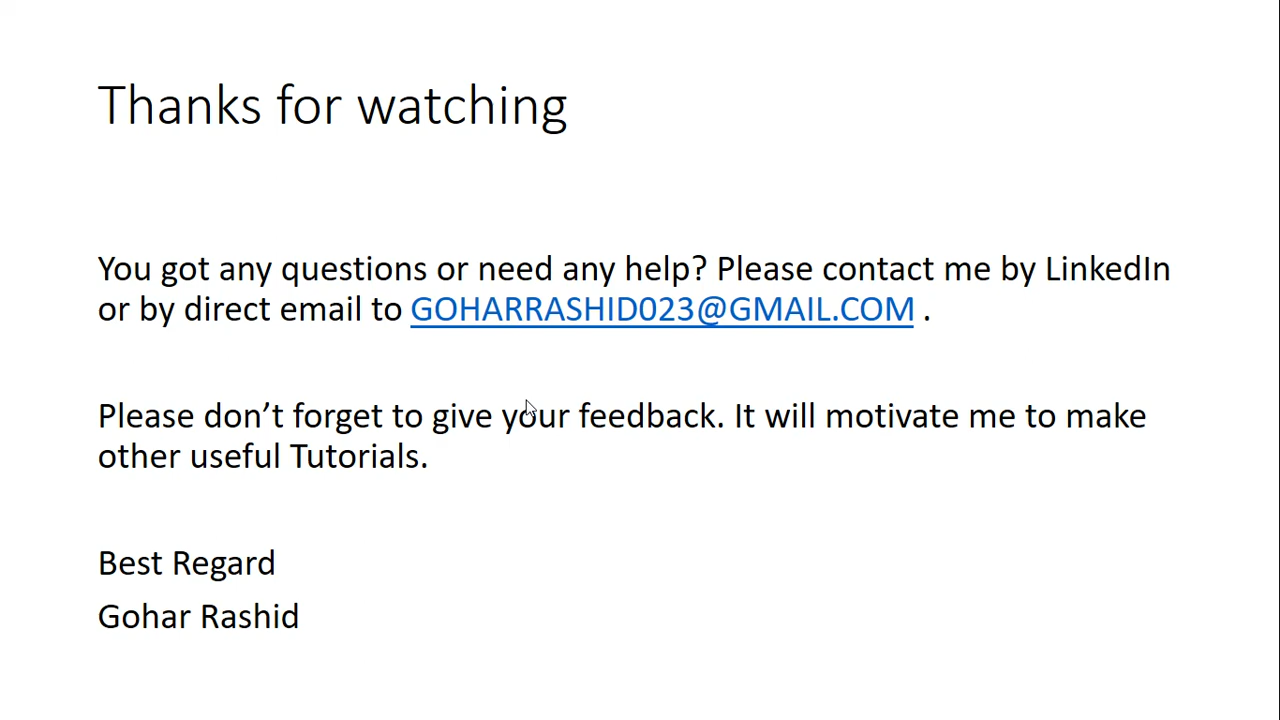 Thanks for watching
You got any questions or need any help? Please contact me by LinkedIn
or by direct email to GOHARRASHID023@GMAIL.COM .
Please don’t forget to give your feedback. It will motivate me to make
other useful Tutorials.
Best Regard
Gohar Rashid